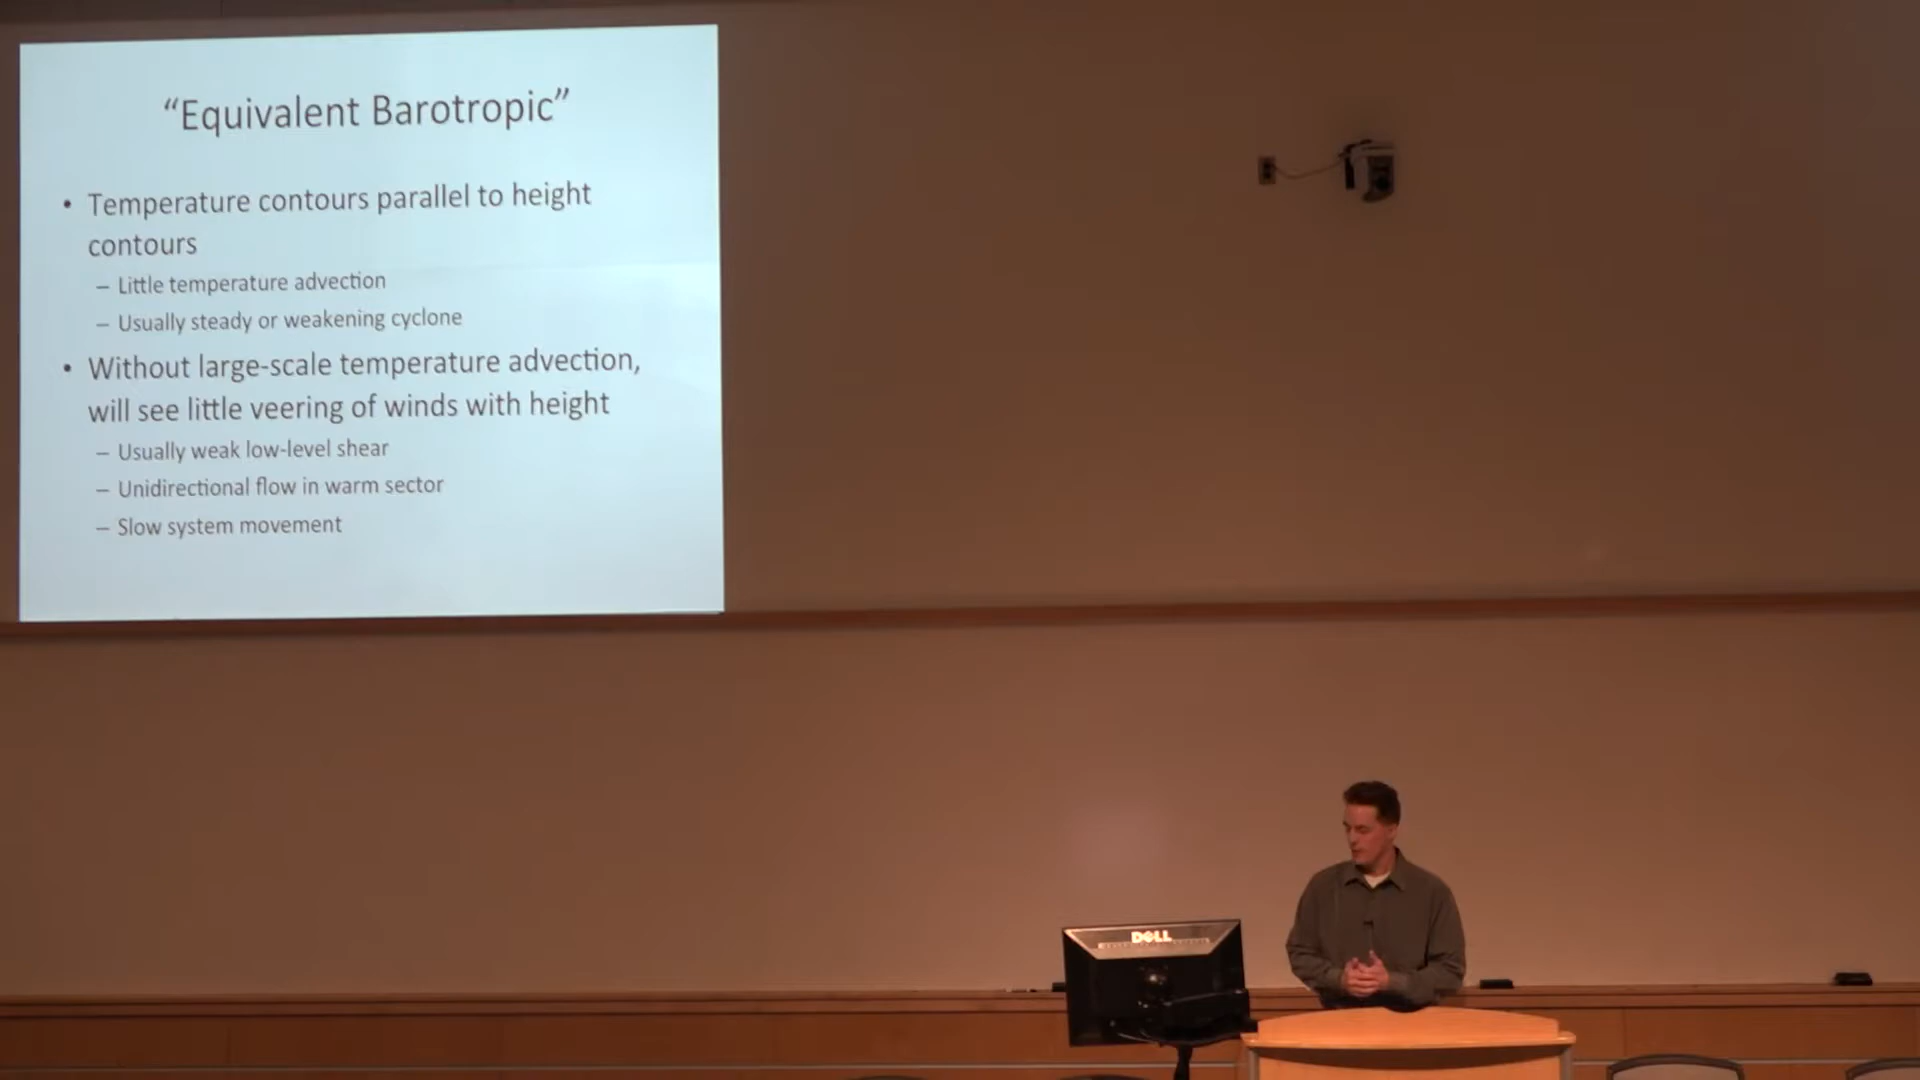 “Equivalent Barotropic”
• Temperature contours parallel to height
contours
– Little temperature advection
– Usually steady or weakening cyclone
• Without large-scale temperature advection,
will see little veering of winds with height
– Usually weak low-level shear
– Unidirectional flow in warm sector
– Slow system movement
DELL